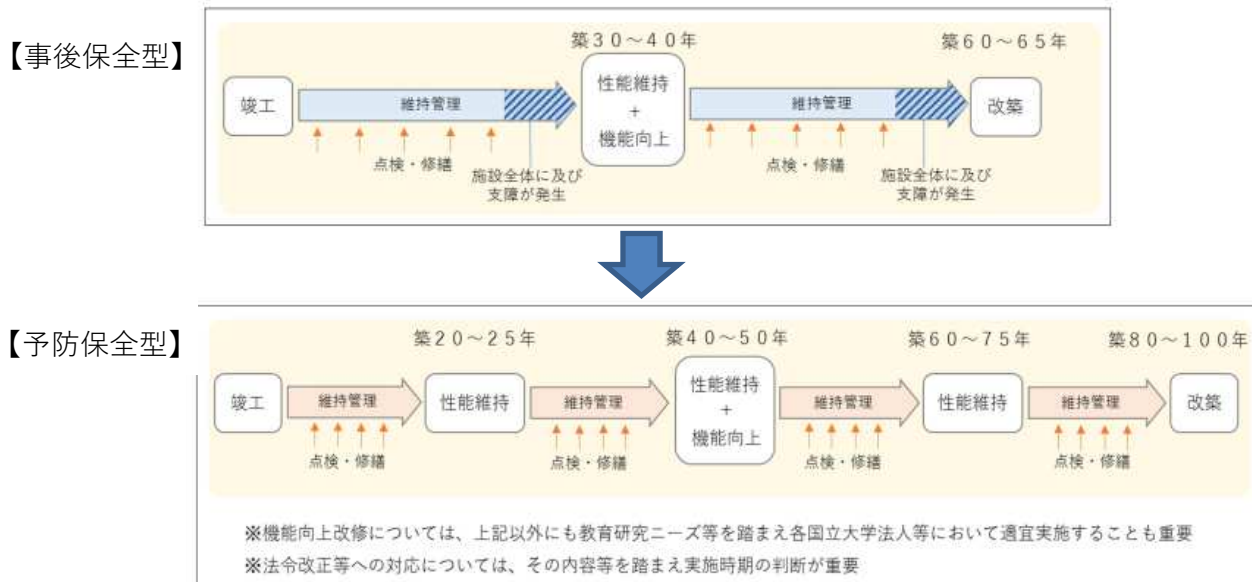 【事後保全型】
築30～40年
築60～65年
竣工
維持管理
点検・修繕
施設全体に及び
支障が発生
性能維持
+
機能向上
維持管理
点検・修繕
施設全体に及び
支障が発生
改築
【予防保全型】
築20～25年
築40～50年
築60～75年
築80～100年
竣工
維持管理
点検・修繕
性能維持
維持管理
点検・修繕
性能維持
+
機能向上
維持管理
点検・修繕
性能維持
維持管理
点検・修繕
改築
※機能向上改修については、上記以外にも教育研究ニーズ等を踏まえ各国立大学法人等において適宜実施することも重要
※法令改正等への対応については、その内容等を踏まえ実施時期の判断が重要